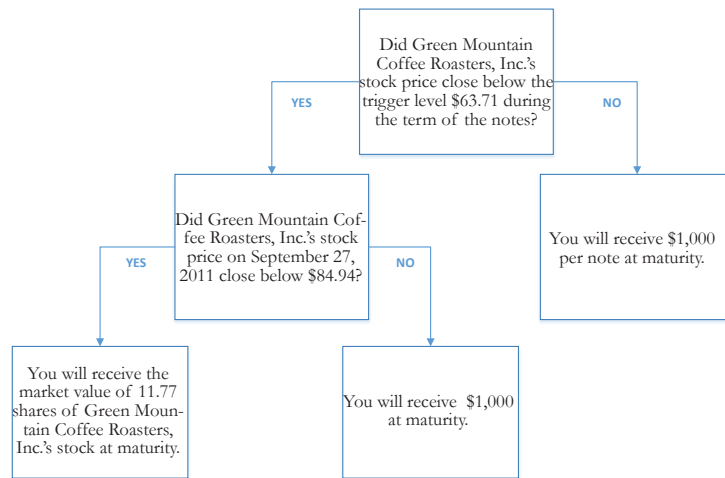 Did Green Mountain
Coffee Roasters, Inc.'s
stock price close below the
trigger level $63.71 during
the term of the notes?
YES
NO
Did Green Mountain Cof-
fee Roasters, Inc.'s stock
price on September 27,
2011 close below $84.94?
You will receive $1,000
per note at maturity.
YES
NO
You will receive the
market value of 11.77
shares of Green Moun-
tain Coffee Roasters,
Inc.'s stock at maturity.
You will receive $1,000
at maturity.